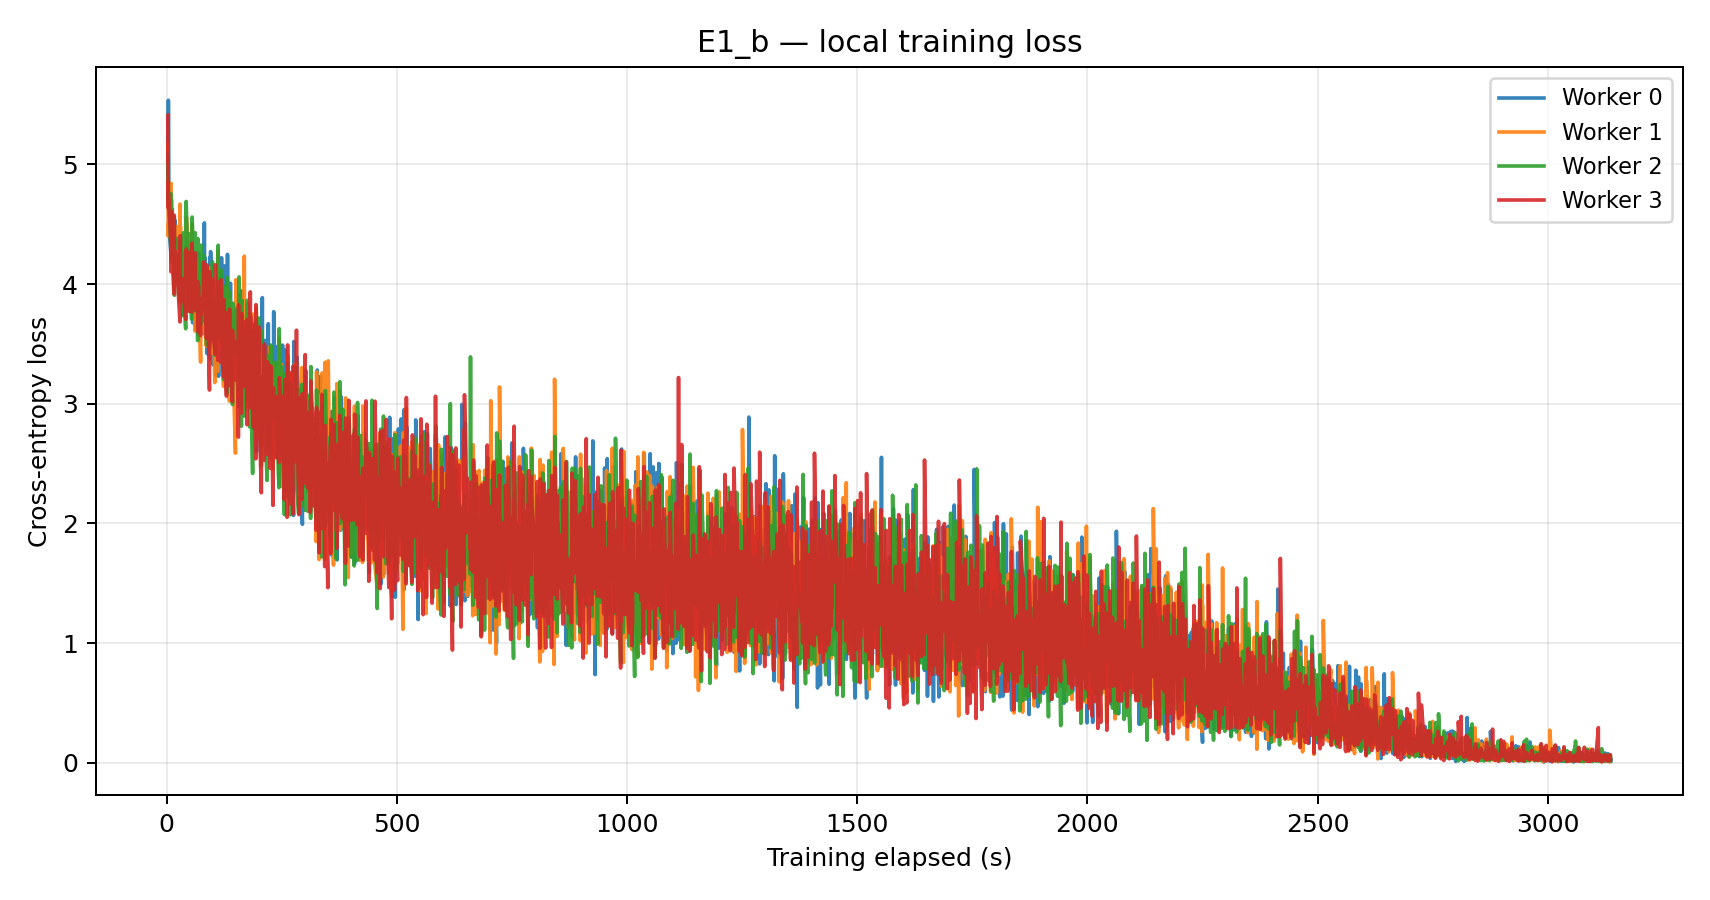 E1_b — local training loss
Worker 0
Worker 1
Worker 2
Worker 3
Cross-entropy loss
5
4
3
2
1
0
0 500 1000 1500 2000 2500 3000
Training elapsed (s)